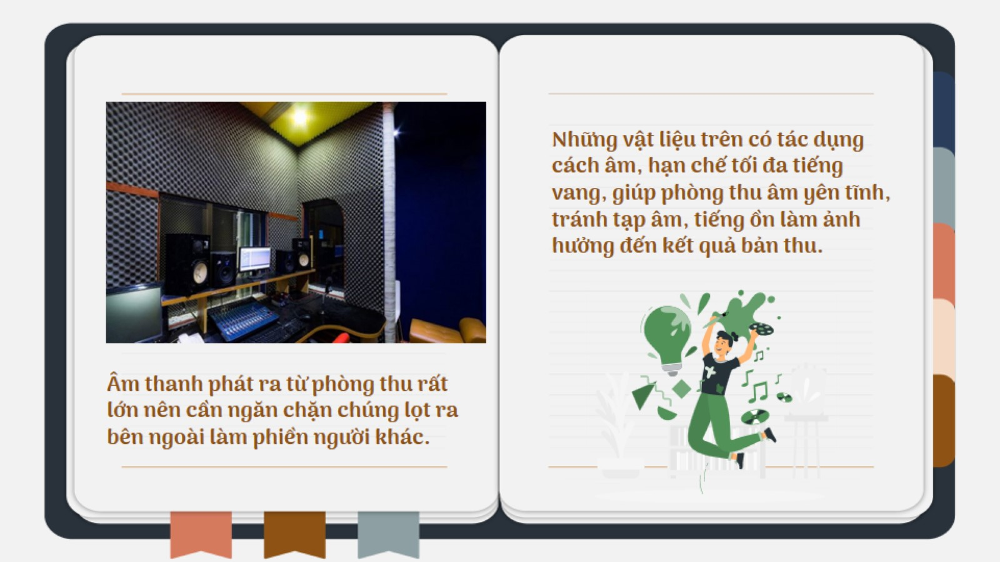 Âm thanh phát ra từ phòng thu rất
lớn nên cần ngăn chặn chúng lọt ra
bên ngoài làm phiền người khác.
Những vật liệu trên có tác dụng
cách âm, hạn chế tối đa tiếng
vang, giúp phòng thu âm yên tĩnh,
tránh tạp âm, tiếng ồn làm ảnh
hưởng đến kết quả bản thu.